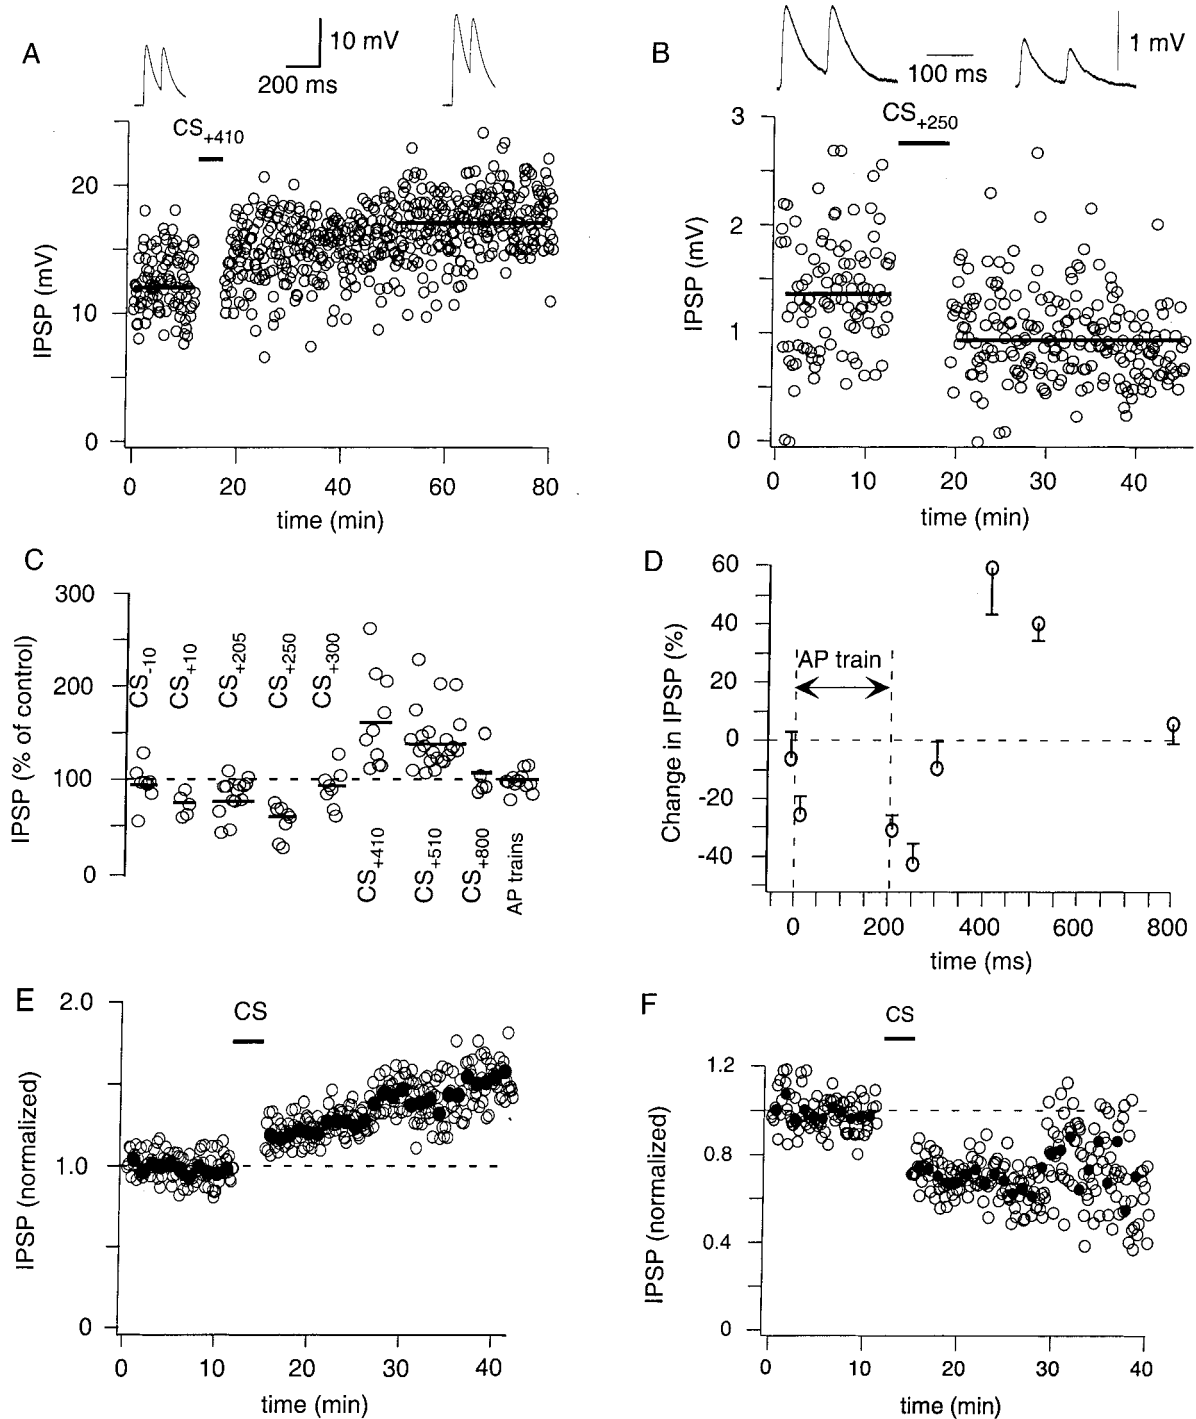 A
10 mV
200 ms
CS+410
20
10
0
IPSP (mV)
0 20 40 60 80
time (min)
B
1 mV
100 ms
CS+250
3
2
1
0
IPSP (mV)
0 10 20 30 40
time (min)
C
300
200
100
0
IPSP (% of control)
CS-10
CS+10
CS+205
CS+250
CS+300
CS+410
CS+510
CS+800
AP trains
D
60
40
20
0
-20
-40
Change in IPSP (%)
AP train
0 200 400 600 800
time (ms)
E
CS
2.0
1.0
0
IPSP (normalized)
0 10 20 30 40
time (min)
F
CS
1.2
0.8
0.4
0
IPSP (normalized)
0 10 20 30 40
time (min)